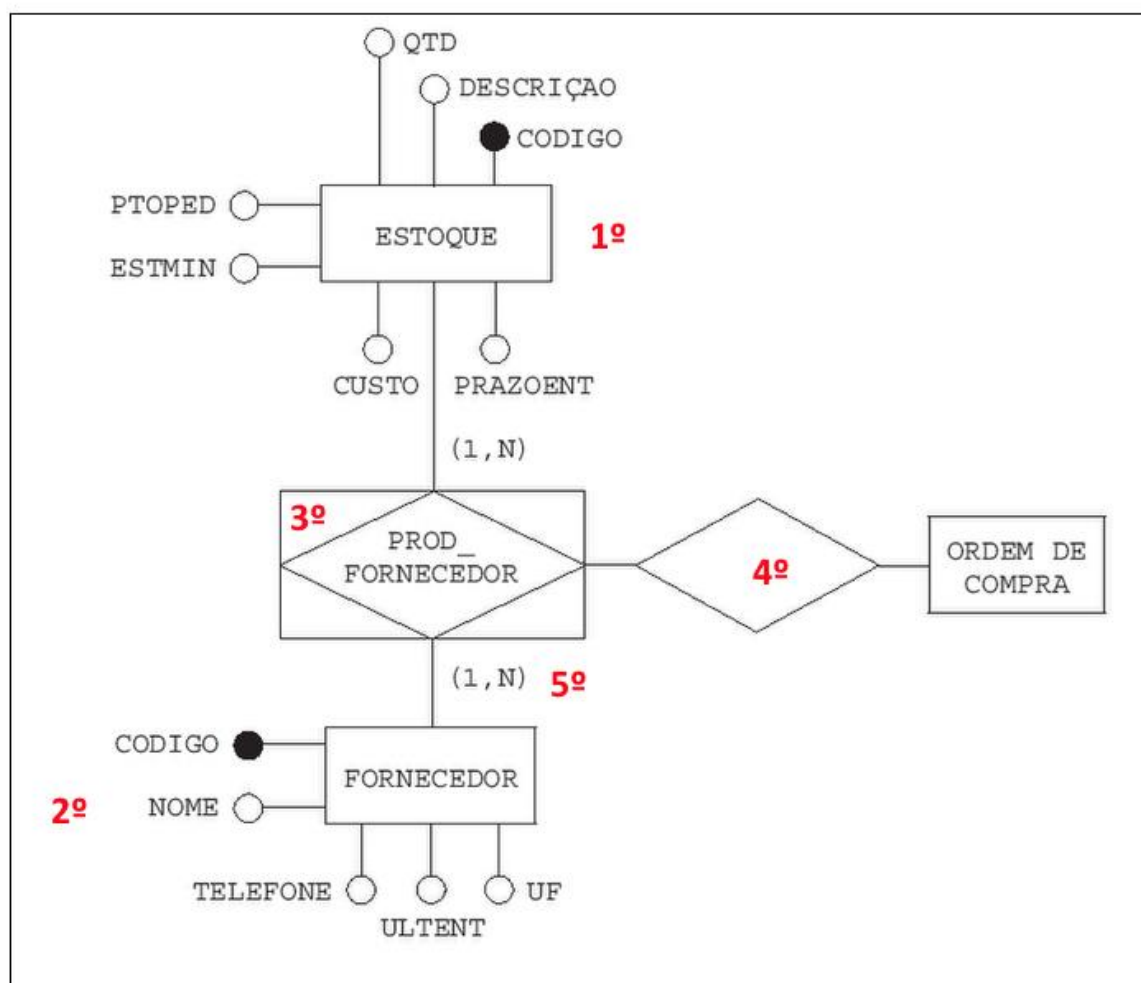 QTD
DESCRIÇAO
CODIGO
PTOPED
ESTOQUE
1º
ESTMIN
CUSTO
PRAZOENT
(1,N)
3º
PROD_
FORNECEDOR
4º
ORDEM DE
COMPRA
(1,N)
5º
CODIGO
FORNECEDOR
2º
NOME
TELEFONE
UF
ULTENT